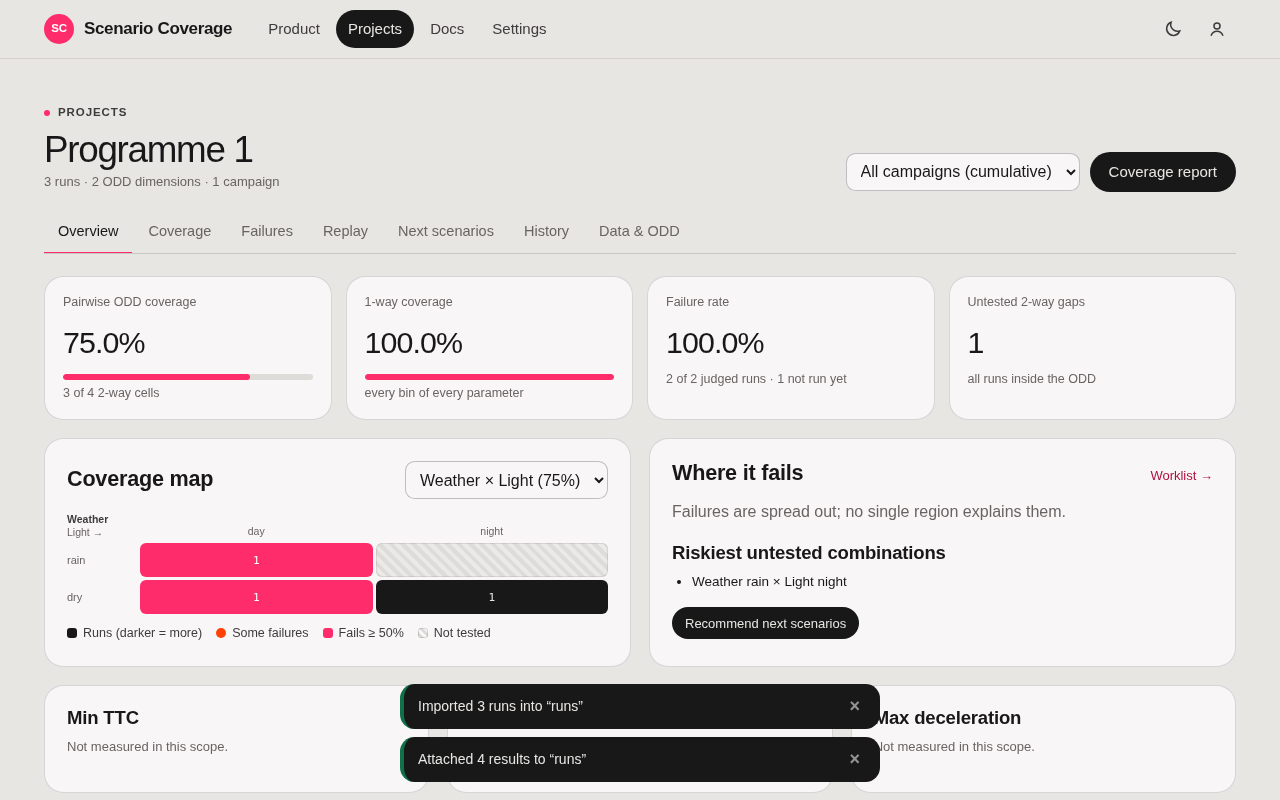 SC Scenario Coverage Product Projects Docs Settings
PROJECTS
Programme 1
3 runs · 2 ODD dimensions · 1 campaign
All campaigns (cumulative) Coverage report
Overview Coverage Failures Replay Next scenarios History Data & ODD
Pairwise ODD coverage
75.0%
3 of 4 2-way cells
1-way coverage
100.0%
every bin of every parameter
Failure rate
100.0%
2 of 2 judged runs · 1 not run yet
Untested 2-way gaps
1
all runs inside the ODD
Coverage map Weather × Light (75%)
Weather
Light → day night
rain 1
dry 1 1
Runs (darker = more) Some failures Fails ≥ 50% Not tested
Where it fails Worklist →
Failures are spread out; no single region explains them.
Riskiest untested combinations
• Weather rain × Light night
Recommend next scenarios
Min TTC
Not measured in this scope.
Imported 3 runs into “runs” ×
Attached 4 results to “runs” ×
Max deceleration
Not measured in this scope.